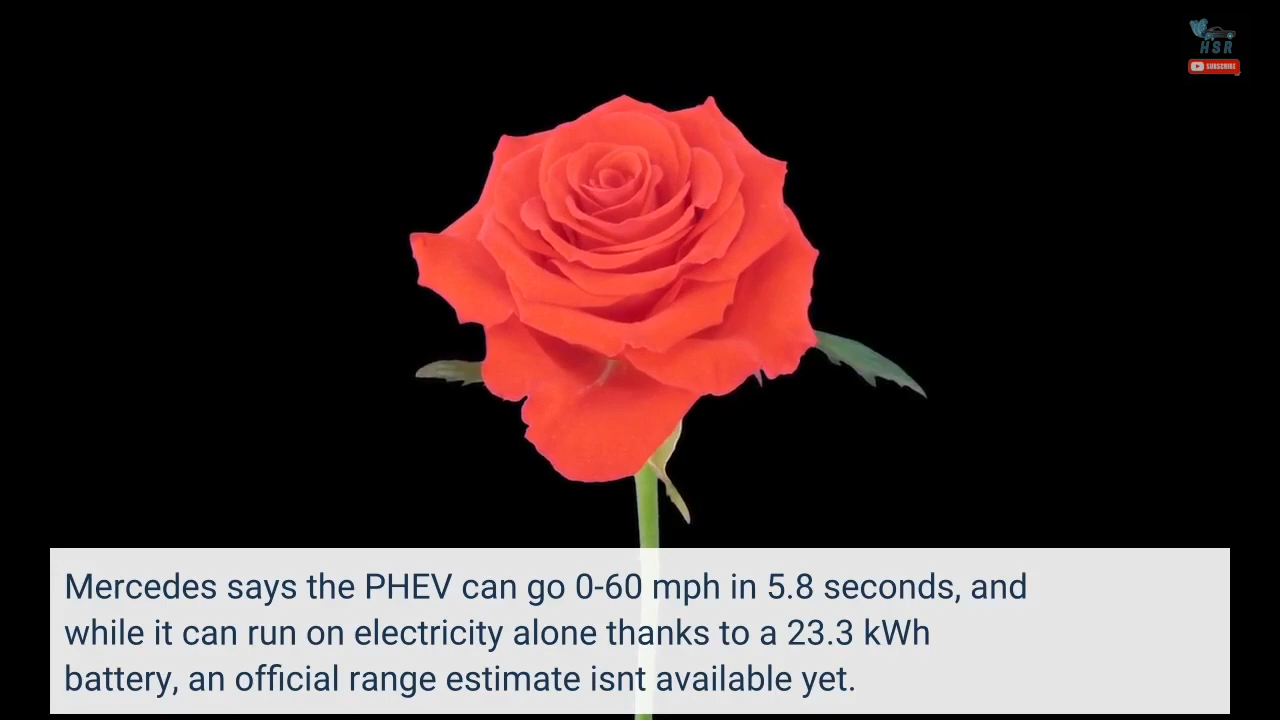 HSR
SUBSCRIBE
Mercedes says the PHEV can go 0-60 mph in 5.8 seconds, and
while it can run on electricity alone thanks to a 23.3 kWh
battery, an official range estimate isnt available yet.